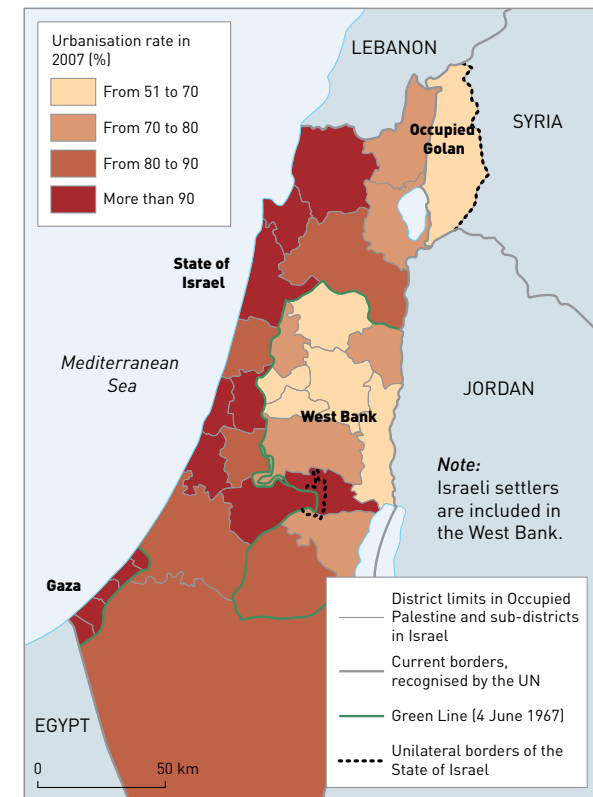 Urbanisation rate in
2007 (%)
From 51 to 70
From 70 to 80
From 80 to 90
More than 90
LEBANON
Occupied
Golan
SYRIA
State of
Israel
Mediterranean
Sea
West Bank
JORDAN
Note:
Israeli settlers
are included in
the West Bank.
Gaza
EGYPT
0
50 km
District limits in Occupied
Palestine and sub-districts
in Israel
Current borders,
recognised by the UN
Green Line (4 June 1967)
Unilateral borders of the
State of Israel